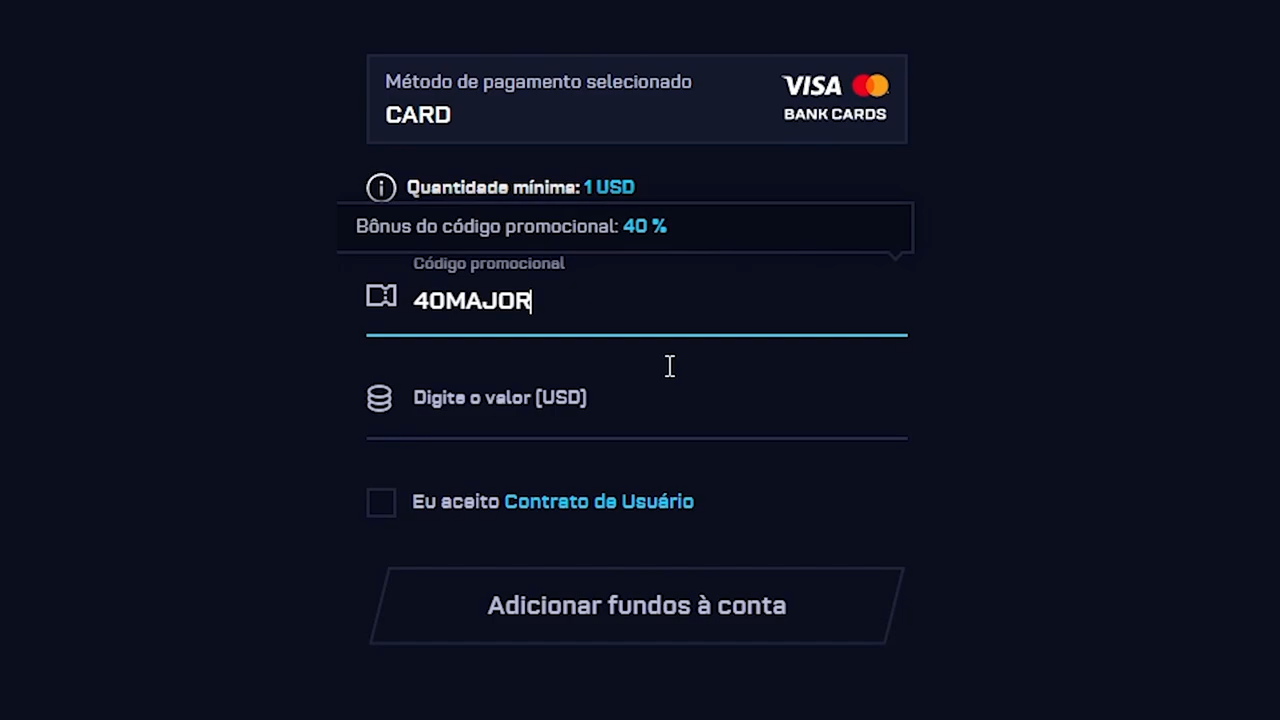 Método de pagamento selecionado
CARD
VISA
BANK CARDS
Quantidade mínima: 1 USD
Bônus do código promocional: 40 %
Código promocional
40MAJOR
Digite o valor (USD)
Eu aceito Contrato de Usuário
Adicionar fundos à conta